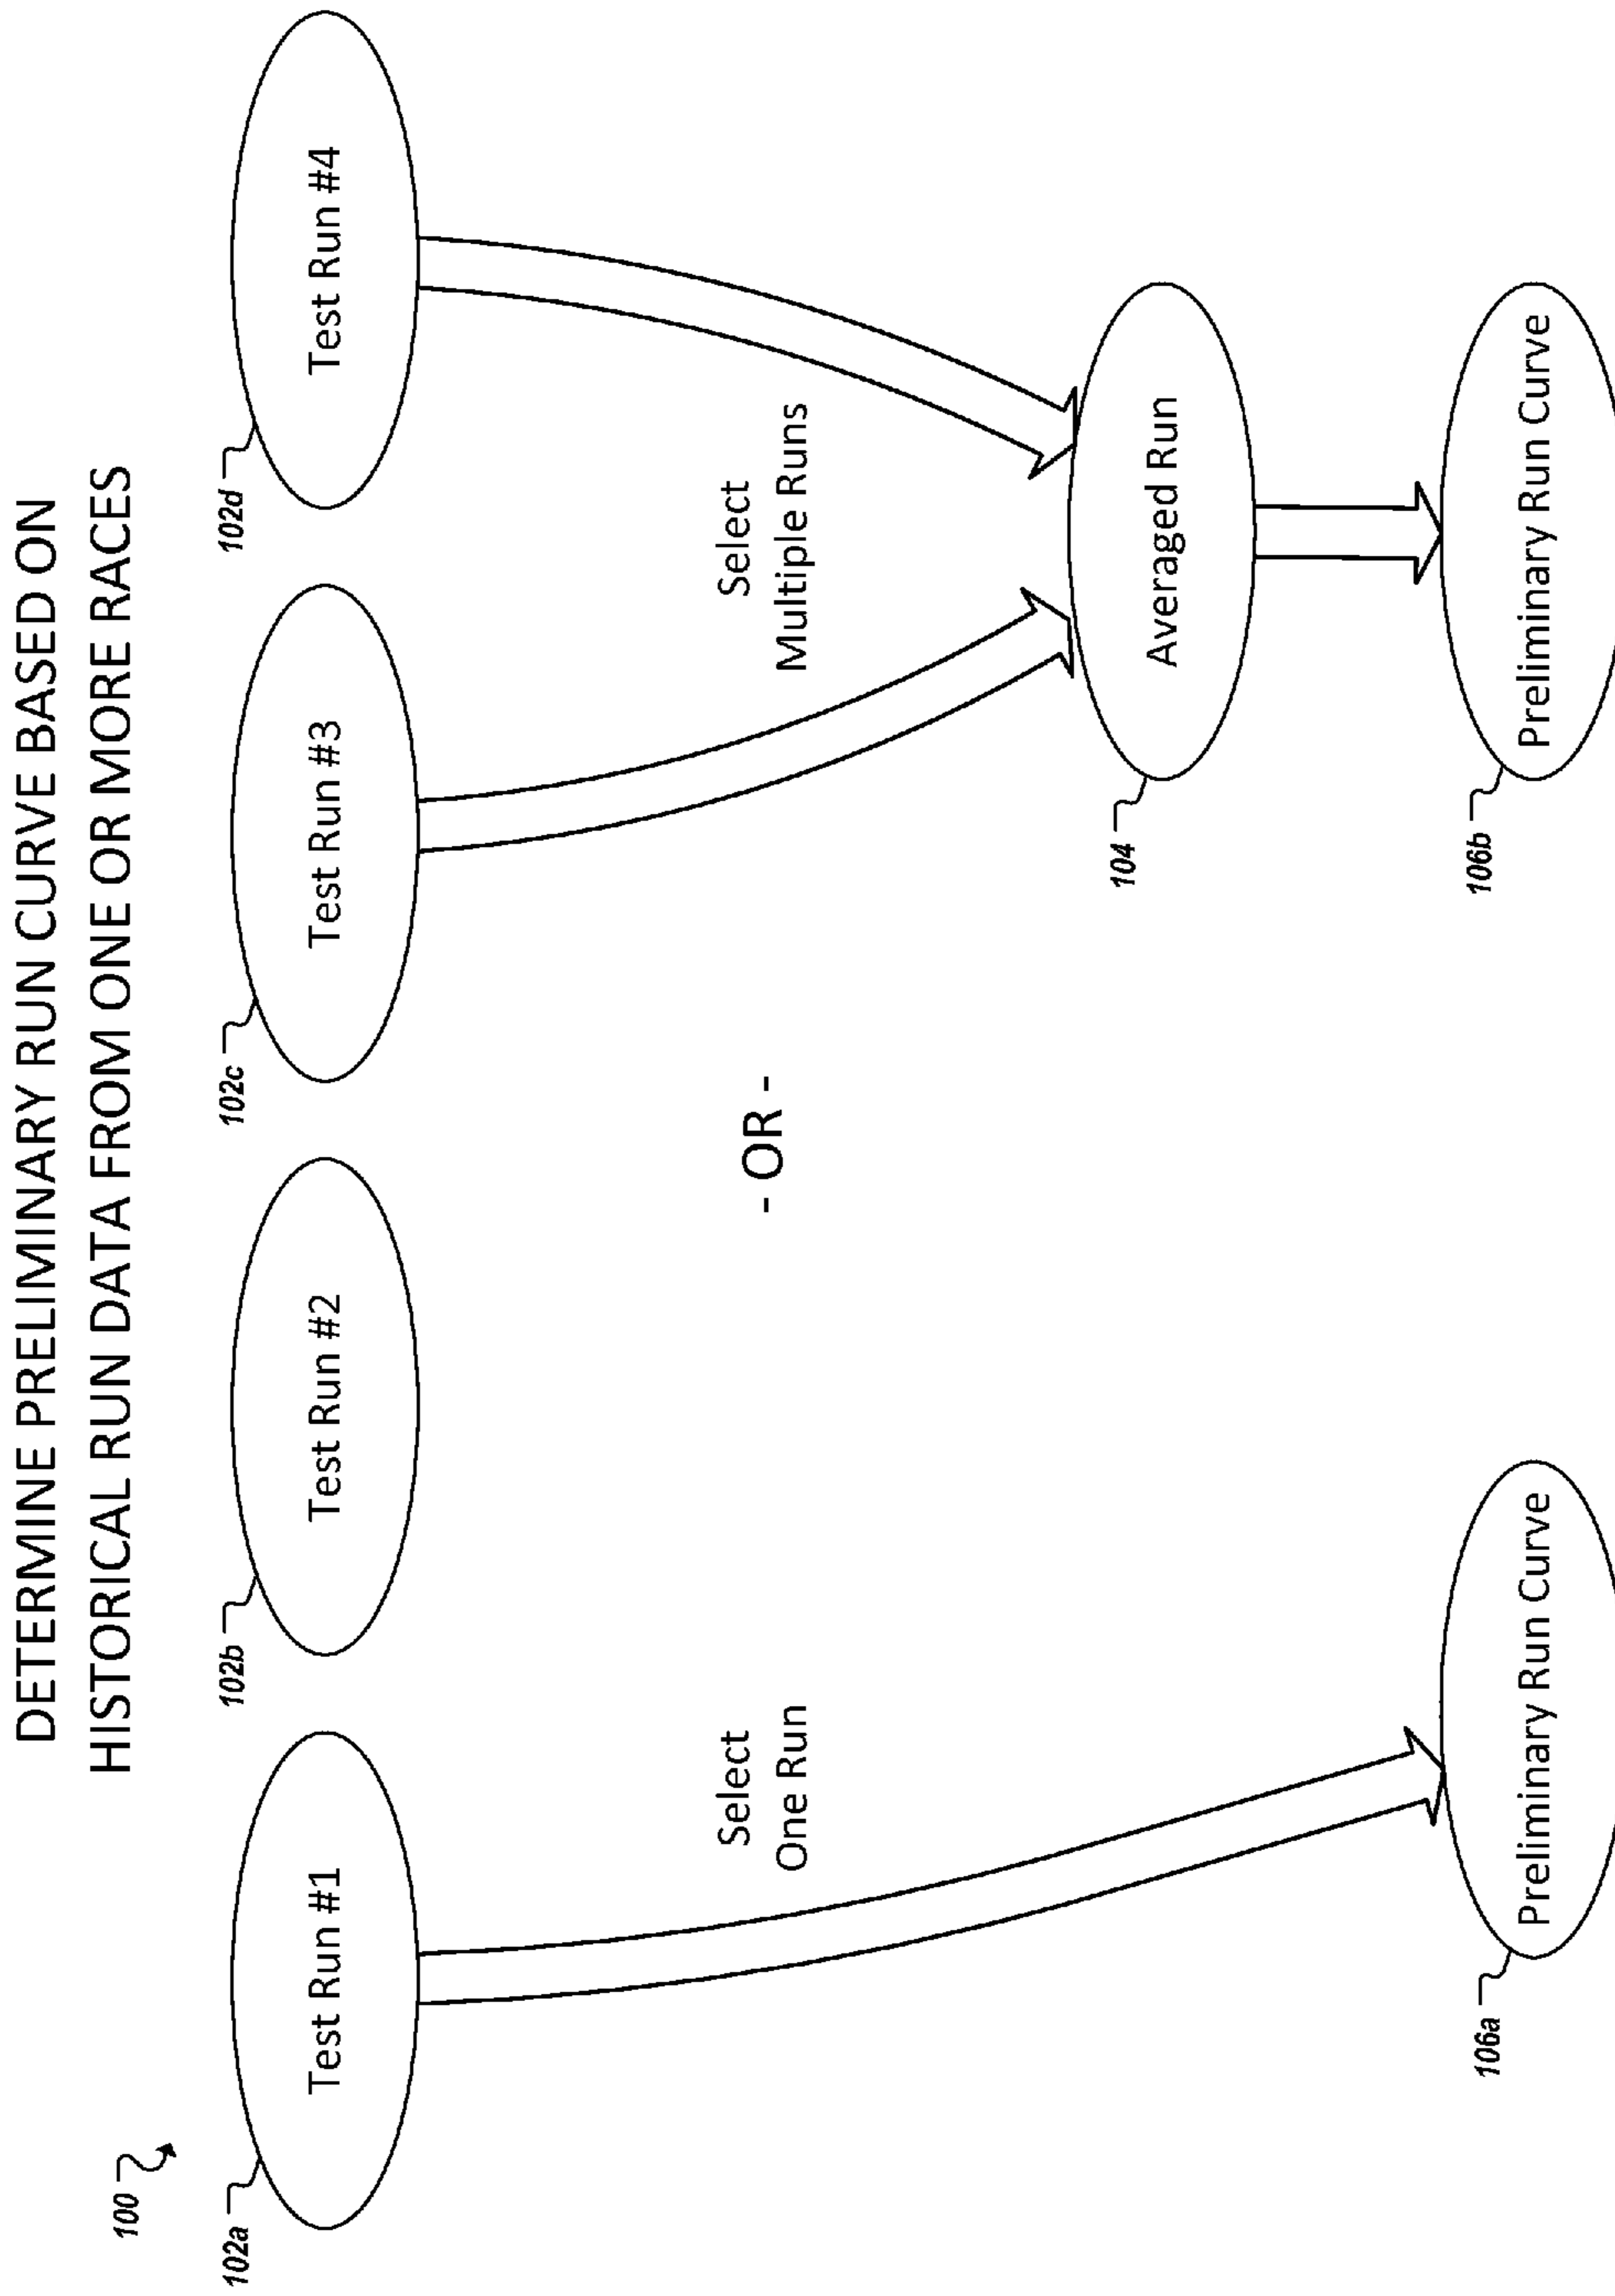 DETERMINE PRELIMINARY RUN CURVE BASED ON
HISTORICAL RUN DATA FROM ONE OR MORE RACES
100
102a
Test Run #1
102b
Test Run #2
102c
Test Run #3
102d
Test Run #4
Select
One Run
- OR -
Select
Multiple Runs
104
Averaged Run
106a
Preliminary Run Curve
106b
Preliminary Run Curve